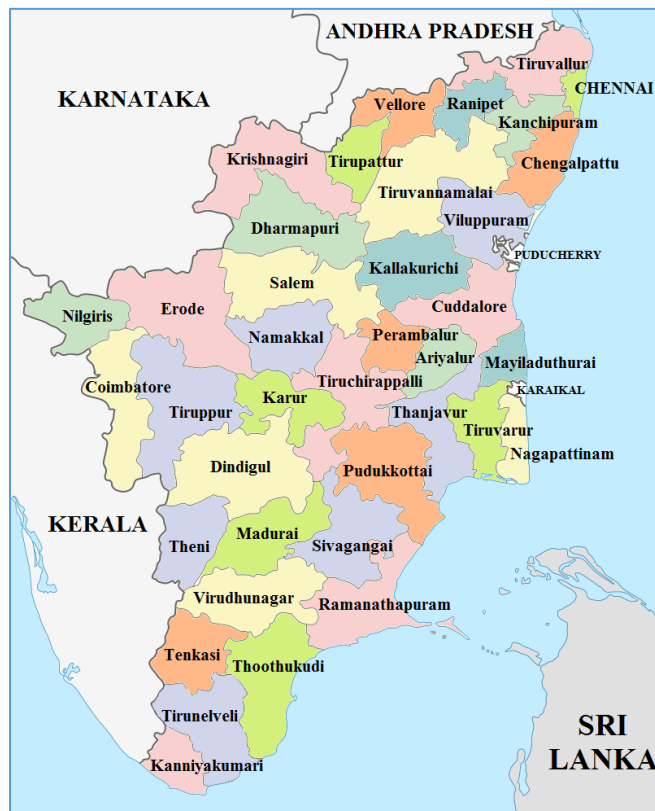 ANDHRA PRADESH
KARNATAKA
Tiruvallur
CHENNAI
Vellore
Ranipet
Kanchipuram
Krishnagiri
Tirupattur
Chengalpattu
Tiruvannamalai
Viluppuram
Dharmapuri
PUDUCHERRY
Kallakurichi
Salem
Cuddalore
Nilgiris
Erode
Namakkal
Perambalur
Ariyalur
Mayiladuthurai
Coimbatore
Tiruchirappalli
KARAIKAL
Karur
Tiruppur
Thanjavur
Tiruvarur
Nagapattinam
Dindigul
Pudukkottai
KERALA
Madurai
Theni
Sivagangai
Virudhunagar
Ramanathapuram
Tenkasi
Thoothukudi
Tirunelveli
SRI
LANKA
Kanniyakumari